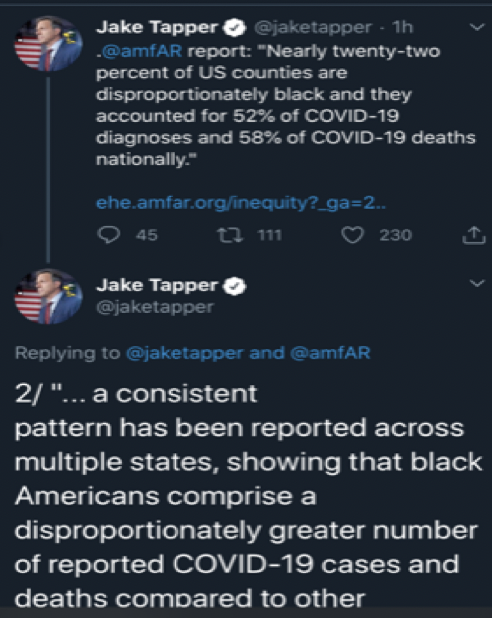 Jake Tapper @jaketapper · 1h
.@amfAR report: "Nearly twenty-two
percent of US counties are
disproportionately black and they
accounted for 52% of COVID-19
diagnoses and 58% of COVID-19 deaths
nationally."
ehe.amfar.org/inequity?_ga=2..
45 111 230
Jake Tapper
@jaketapper
Replying to @jaketapper and @amfAR
2/ "... a consistent
pattern has been reported across
multiple states, showing that black
Americans comprise a
disproportionately greater number
of reported COVID-19 cases and
deaths compared to other